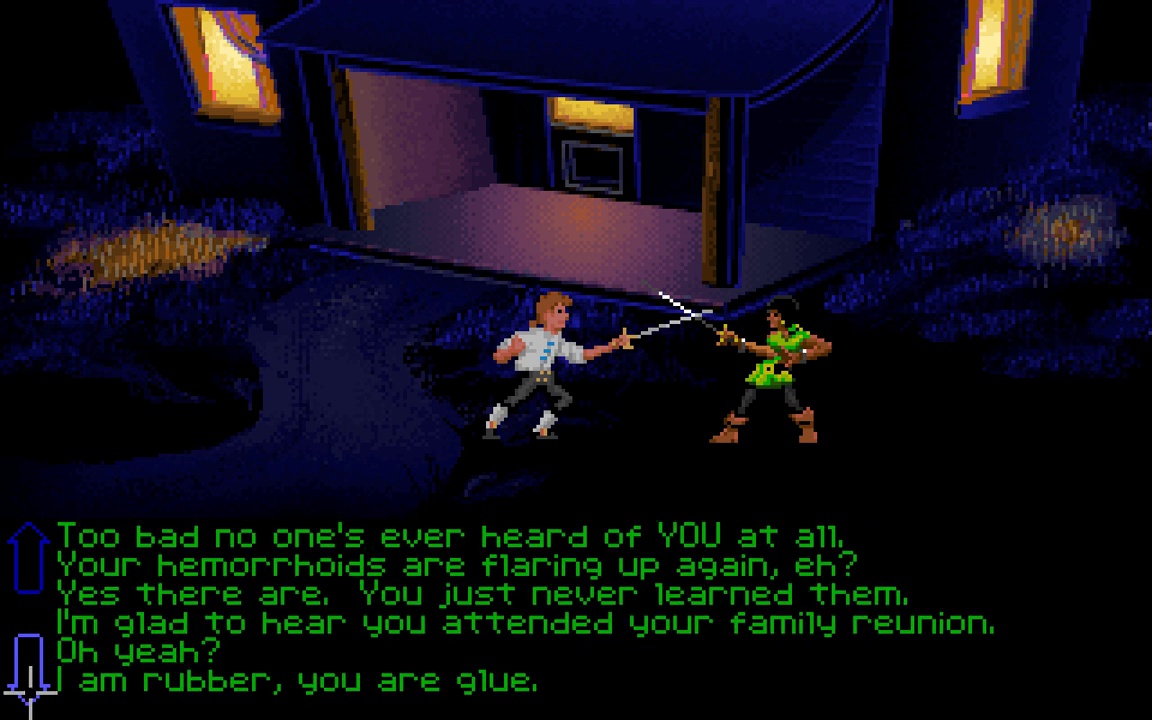 Too bad no one's ever heard of YOU at all.
Your hemorrhoids are flaring up again, eh?
Yes there are.  You just never learned them.
I'm glad to hear you attended your family reunion.
Oh yeah?
I am rubber, you are glue.